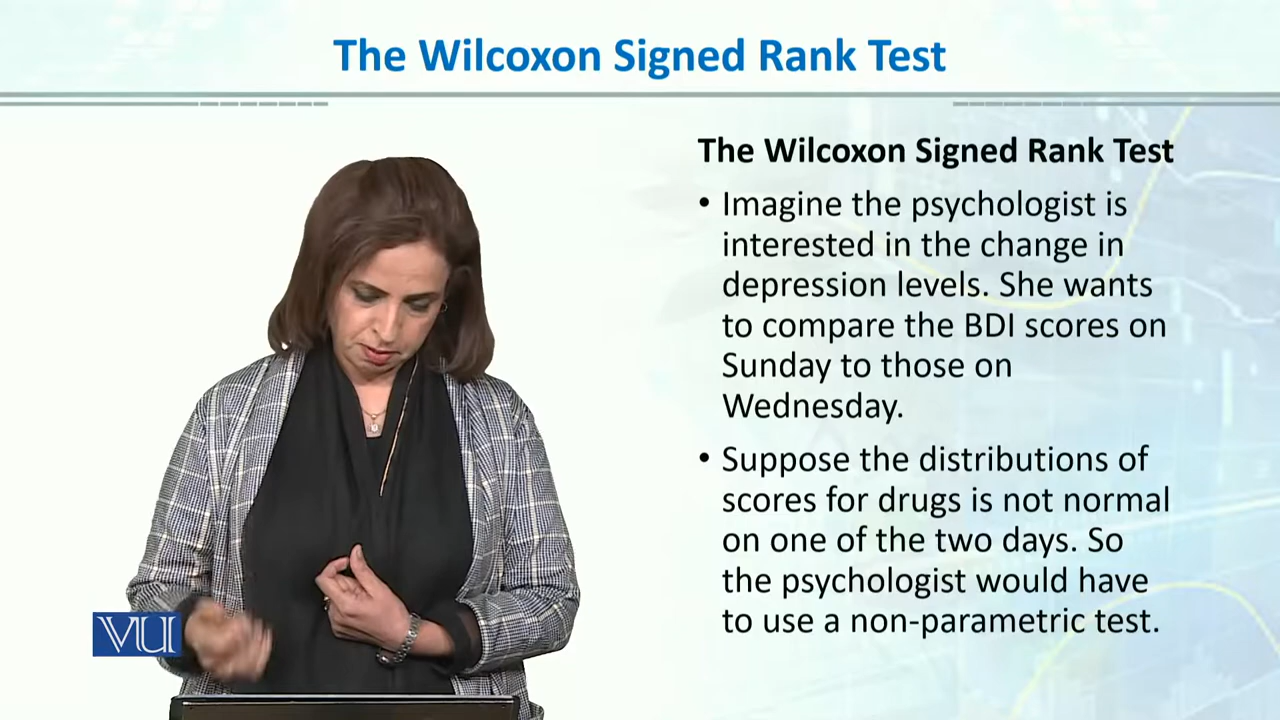 The Wilcoxon Signed Rank Test
The Wilcoxon Signed Rank Test
• Imagine the psychologist is
interested in the change in
depression levels. She wants
to compare the BDI scores on
Sunday to those on
Wednesday.
• Suppose the distributions of
scores for drugs is not normal
on one of the two days. So
the psychologist would have
to use a non-parametric test.
VU